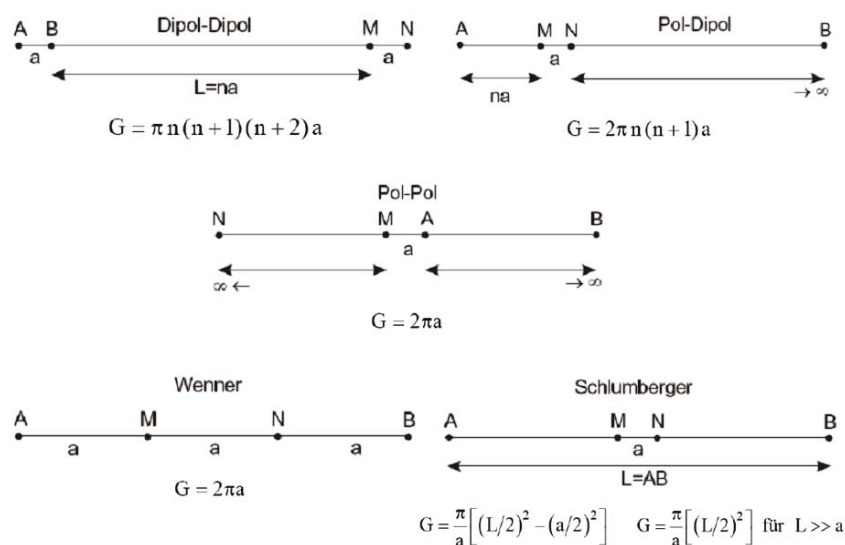 Dipol-Dipol
A B M N
a a
L=na
G = π n(n+1)(n+2)a
Pol-Dipol
A M N B
a
na → ∞
G = 2πn(n+1)a
Pol-Pol
N M A B
a
∞ ← → ∞
G = 2πa
Wenner
A M N B
a a a
G = 2πa
Schlumberger
A M N B
a
L=AB
G = π/a [(L/2)² − (a/2)²] G = π/a [(L/2)²] für L >> a